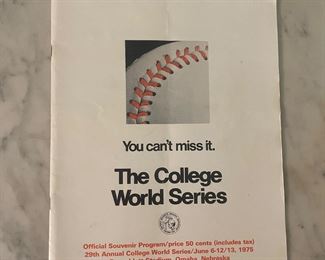 You can't miss it.
The College
World Series
Official Souvenir Program/price 50 cents (includes tax)
29th Annual College World Series/June 6-12/13, 1975
Stadium, Omaha, Nebraska